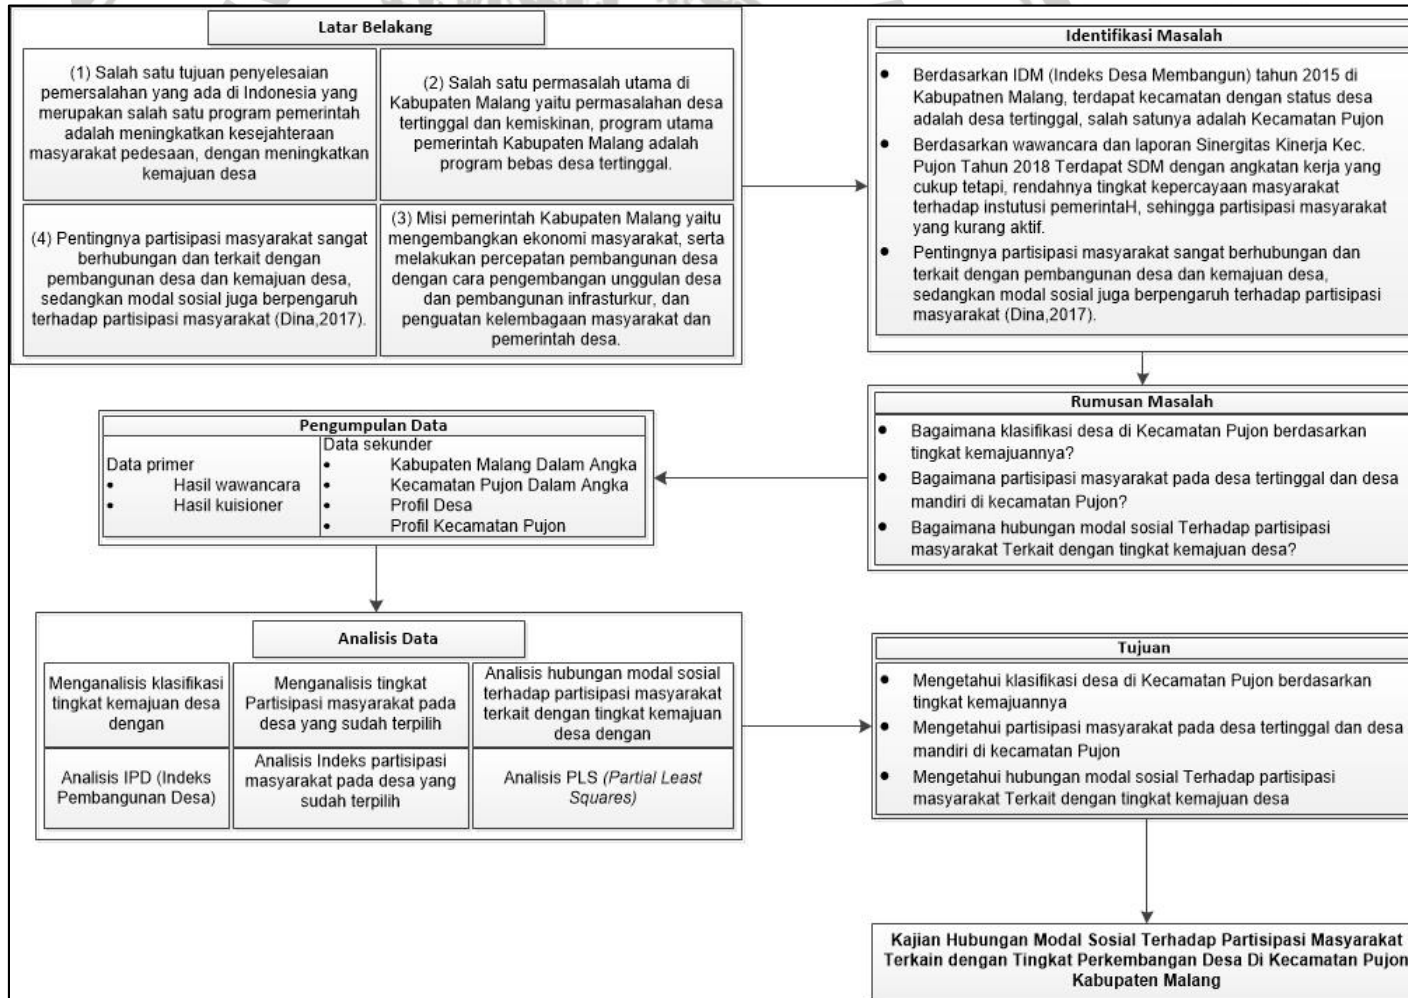 Latar Belakang
(1) Salah satu tujuan penyelesaian
pemersalahan yang ada di Indonesia yang
merupakan salah satu program pemerintah
adalah meningkatkan kesejahteraan
masyarakat pedesaan, dengan meningkatkan
kemajuan desa
(2) Salah satu permasalah utama di
Kabupaten Malang yaitu permasalahan desa
tertinggal dan kemiskinan, program utama
pemerintah Kabupaten Malang adalah
program bebas desa tertinggal.
(4) Pentingnya partisipasi masyarakat sangat
berhubungan dan terkait dengan
pembangunan desa dan kemajuan desa,
sedangkan modal sosial juga berpengaruh
terhadap partisipasi masyarakat (Dina,2017).
(3) Misi pemerintah Kabupaten Malang yaitu
mengembangkan ekonomi masyarakat, serta
melakukan percepatan pembangunan desa
dengan cara pengembangan unggulan desa
dan pembangunan infrasturkur, dan
penguatan kelembagaan masyarakat dan
pemerintah desa.
Identifikasi Masalah
• Berdasarkan IDM (Indeks Desa Membangun) tahun 2015 di
Kabupatnen Malang, terdapat kecamatan dengan status desa
adalah desa tertinggal, salah satunya adalah Kecamatan Pujon
• Berdasarkan wawancara dan laporan Sinergitas Kinerja Kec.
Pujon Tahun 2018 Terdapat SDM dengan angkatan kerja yang
cukup tetapi, rendahnya tingkat kepercayaan masyarakat
terhadap instutusi pemerintaH, sehingga partisipasi masyarakat
yang kurang aktif.
• Pentingnya partisipasi masyarakat sangat berhubungan dan
terkait dengan pembangunan desa dan kemajuan desa,
sedangkan modal sosial juga berpengaruh terhadap partisipasi
masyarakat (Dina,2017).
Rumusan Masalah
• Bagaimana klasifikasi desa di Kecamatan Pujon berdasarkan
tingkat kemajuannya?
• Bagaimana partisipasi masyarakat pada desa tertinggal dan desa
mandiri di kecamatan Pujon?
• Bagaimana hubungan modal sosial Terhadap partisipasi
masyarakat Terkait dengan tingkat kemajuan desa?
Pengumpulan Data
Data primer
• Hasil wawancara
• Hasil kuisioner
Data sekunder
• Kabupaten Malang Dalam Angka
• Kecamatan Pujon Dalam Angka
• Profil Desa
• Profil Kecamatan Pujon
Analisis Data
Menganalisis klasifikasi
tingkat kemajuan desa
dengan
Menganalisis tingkat
Partisipasi masyarakat pada
desa yang sudah terpilih
Analisis hubungan modal sosial
terhadap partisipasi masyarakat
terkait dengan tingkat kemajuan
desa dengan
Analisis IPD (Indeks
Pembangunan Desa)
Analisis Indeks partisipasi
masyarakat pada desa yang
sudah terpilih
Analisis PLS (Partial Least
Squares)
Tujuan
• Mengetahui klasifikasi desa di Kecamatan Pujon berdasarkan
tingkat kemajuannya
• Mengetahui partisipasi masyarakat pada desa tertinggal dan desa
mandiri di kecamatan Pujon
• Mengetahui hubungan modal sosial Terhadap partisipasi
masyarakat Terkait dengan tingkat kemajuan desa
Kajian Hubungan Modal Sosial Terhadap Partisipasi Masyarakat
Terkain dengan Tingkat Perkembangan Desa Di Kecamatan Pujon
Kabupaten Malang